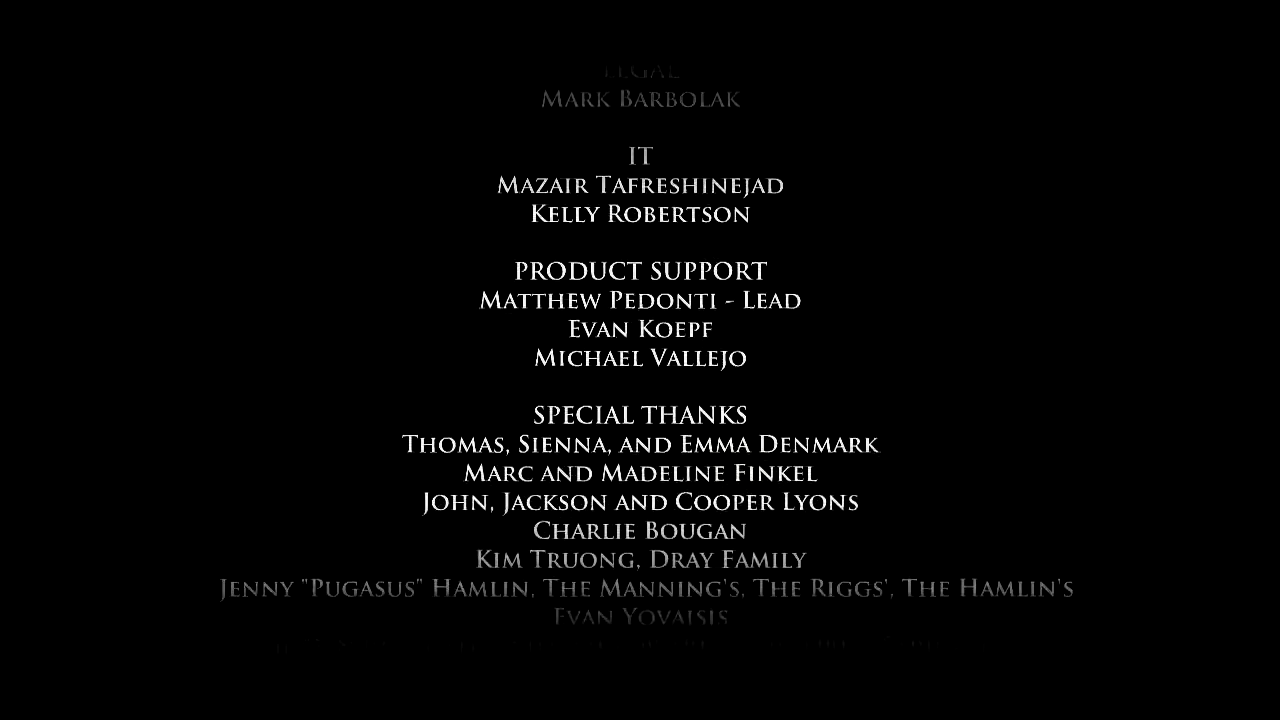 LEGAL
MARK BARBOLAK
IT
MAZAIR TAFRESHINEJAD
KELLY ROBERTSON
PRODUCT SUPPORT
MATTHEW PEDONTI - LEAD
EVAN KOEPF
MICHAEL VALLEJO
SPECIAL THANKS
THOMAS, SIENNA, AND EMMA DENMARK
MARC AND MADELINE FINKEL
JOHN, JACKSON AND COOPER LYONS
CHARLIE BOUGAN
KIM TRUONG, DRAY FAMILY
JENNY "PUGASUS" HAMLIN, THE MANNING'S, THE RIGGS', THE HAMLIN'S
EVAN YOVAISIS